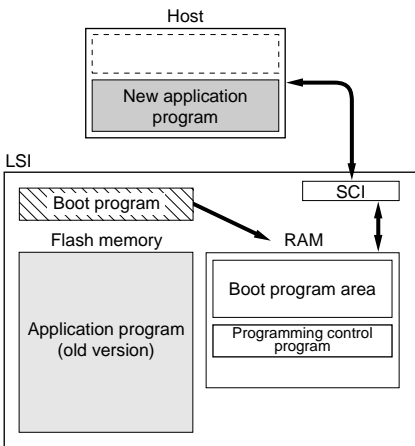 Host
New application
program
LSI
SCI
Boot program
Flash memory
RAM
Boot program area
Application program
(old version)
Programming control
program